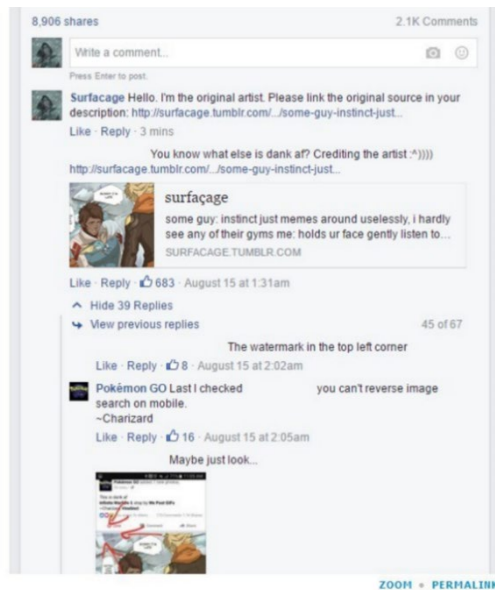 8,906 shares
2.1K Comments
Write a comment...
Press Enter to post.
Surfacage Hello. I'm the original artist. Please link the original source in your
description: http://surfacage.tumblr.com/.../some-guy-instinct-just...
Like · Reply · 3 mins
You know what else is dank af? Crediting the artist :^))))
http://surfacage.tumblr.com/.../some-guy-instinct-just...
surfaçage
some guy: instinct just memes around uselessly, i hardly
see any of their gyms me: holds ur face gently listen to...
SURFACAGE.TUMBLR.COM
Like · Reply · 683 · August 15 at 1:31am
Hide 39 Replies
View previous replies
45 of 67
The watermark in the top left corner
Like · Reply · 8 · August 15 at 2:02am
Pokémon GO Last I checked you can't reverse image
search on mobile.
~Charizard
Like · Reply · 16 · August 15 at 2:05am
Maybe just look...
ZOOM
PERMALINK